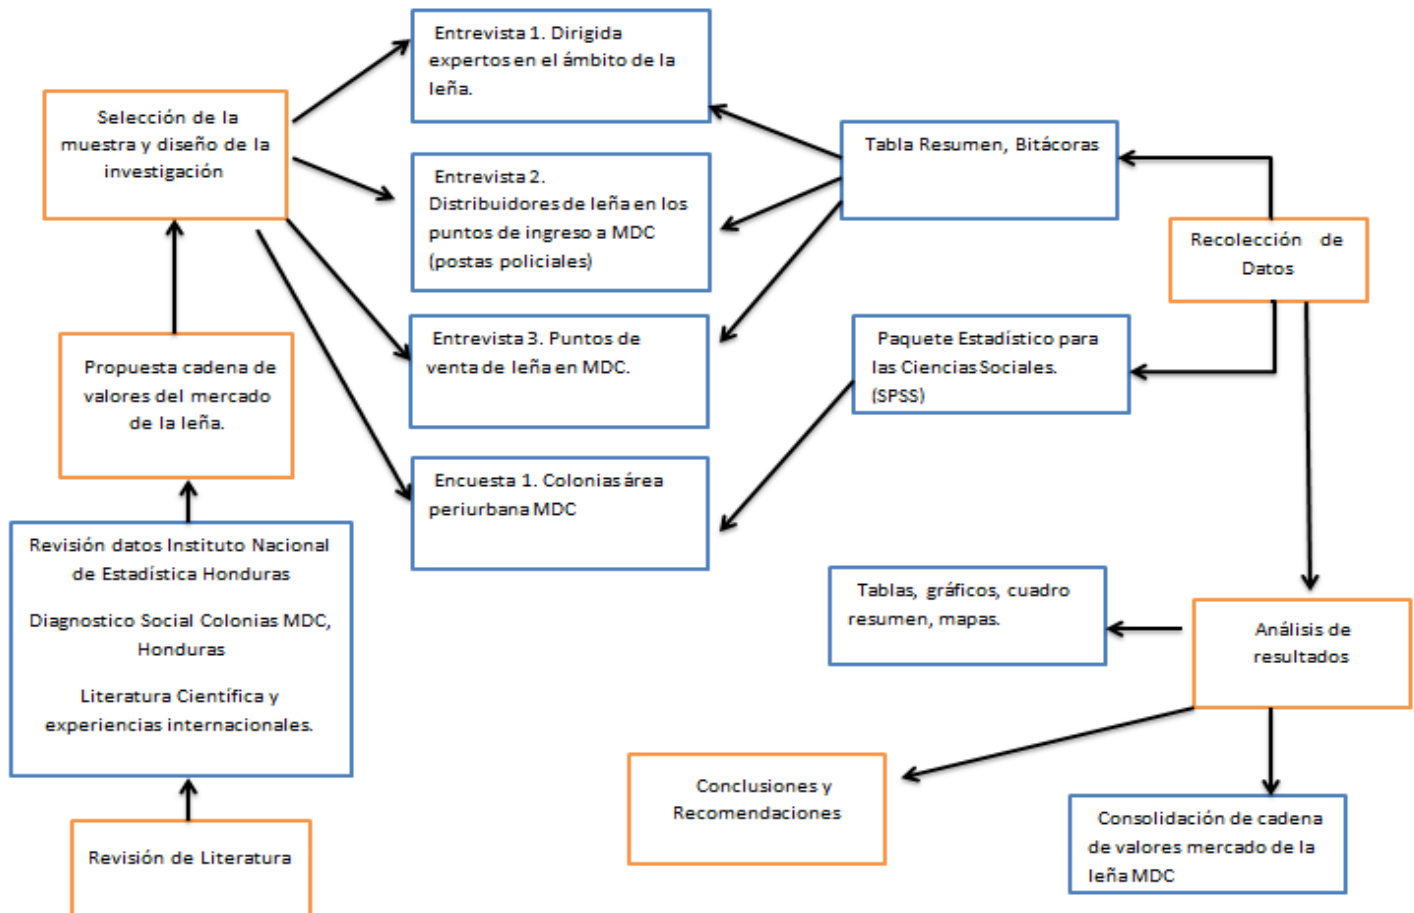 Entrevista 1. Dirigida
expertos en el ámbito de la
leña.
Selección de la
muestra y diseño de la
investigación
Entrevista 2.
Distribuidores de leña en los
puntos de ingreso a MDC
(postas policiales)
Tabla Resumen, Bitácoras
Recolección de
Datos
Propuesta cadena de
valores del mercado
de la leña.
Entrevista 3. Puntos de
venta de leña en MDC.
Paquete Estadístico para
las Ciencias Sociales.
(SPSS)
Encuesta 1. Colonias área
periurbana MDC
Revisión datos Instituto Nacional
de Estadística Honduras
Diagnostico Social Colonias MDC,
Honduras
Literatura Científica y
experiencias internacionales.
Tablas, gráficos, cuadro
resumen, mapas.
Análisis de
resultados
Conclusiones y
Recomendaciones
Consolidación de cadena
de valores mercado de la
leña MDC
Revisión de Literatura